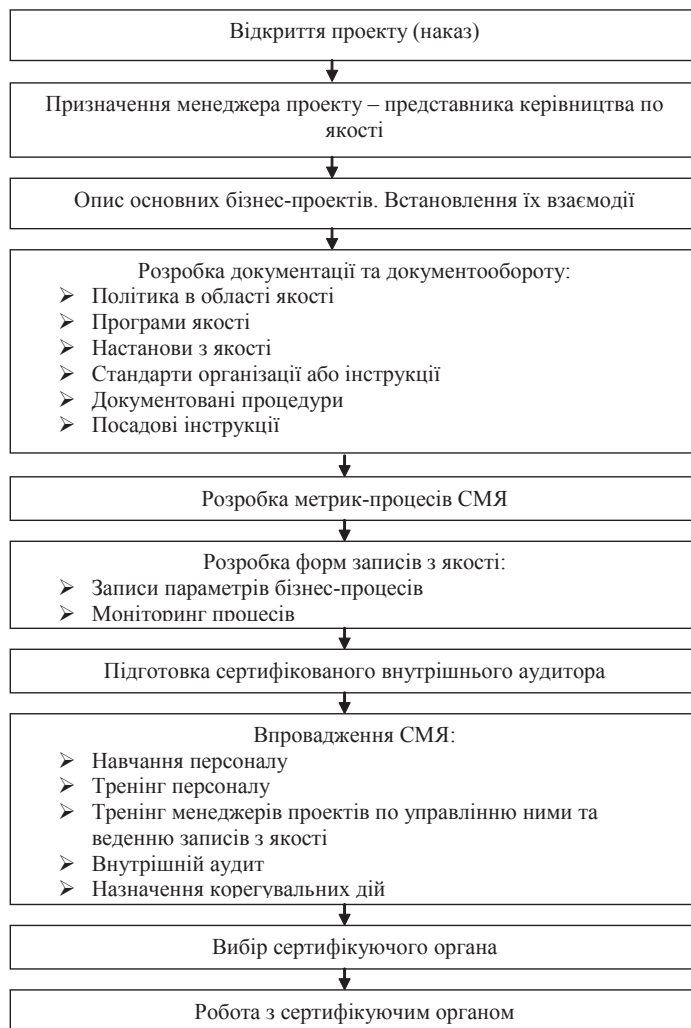 Відкриття проекту (наказ)
Призначення менеджера проекту – представника керівництва по
якості
Опис основних бізнес-проектів. Встановлення їх взаємодії
Розробка документації та документообороту:
➢ Політика в області якості
➢ Програми якості
➢ Настанови з якості
➢ Стандарти організації або інструкції
➢ Документовані процедури
➢ Посадові інструкції
Розробка метрик-процесів СМЯ
Розробка форм записів з якості:
➢ Записи параметрів бізнес-процесів
➢ Моніторинг процесів
Підготовка сертифікованого внутрішнього аудитора
Впровадження СМЯ:
➢ Навчання персоналу
➢ Тренінг персоналу
➢ Тренінг менеджерів проектів по управлінню ними та
веденню записів з якості
➢ Внутрішній аудит
➢ Назначення корегувальних дій
Вибір сертифікуючого органа
Робота з сертифікуючим органом